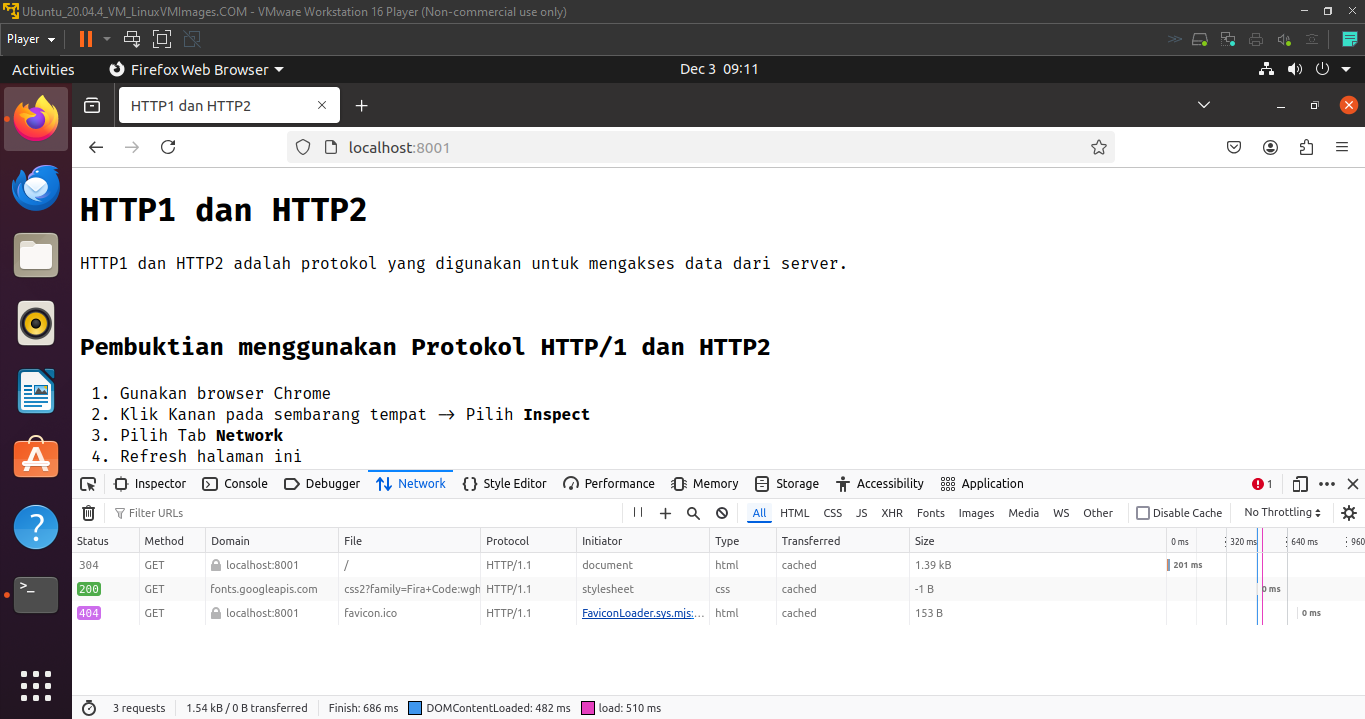 Ubuntu_20.04.4_VM_LinuxVMImages.COM - VMware Workstation 16 Player (Non-commercial use only)
Player
Activities Firefox Web Browser Dec 3 09:11
HTTP1 dan HTTP2
localhost:8001
HTTP1 dan HTTP2
HTTP1 dan HTTP2 adalah protokol yang digunakan untuk mengakses data dari server.
Pembuktian menggunakan Protokol HTTP/1 dan HTTP2
1. Gunakan browser Chrome
2. Klik Kanan pada sembarang tempat → Pilih Inspect
3. Pilih Tab Network
4. Refresh halaman ini
Inspector Console Debugger Network Style Editor Performance Memory Storage Accessibility Application 1
Filter URLs All HTML CSS JS XHR Fonts Images Media WS Other Disable Cache No Throttling
Status Method Domain File Protocol Initiator Type Transferred Size 0 ms 320 ms 640 ms 960
304 GET localhost:8001 / HTTP/1.1 document html cached 1.39 kB 201 ms
200 GET fonts.googleapis.com css2?family=Fira+Code:wgh HTTP/1.1 stylesheet css cached -1 B 0 ms
404 GET localhost:8001 favicon.ico HTTP/1.1 FaviconLoader.sys.mjs:… html cached 153 B 0 ms
3 requests 1.54 kB / 0 B transferred Finish: 686 ms DOMContentLoaded: 482 ms load: 510 ms